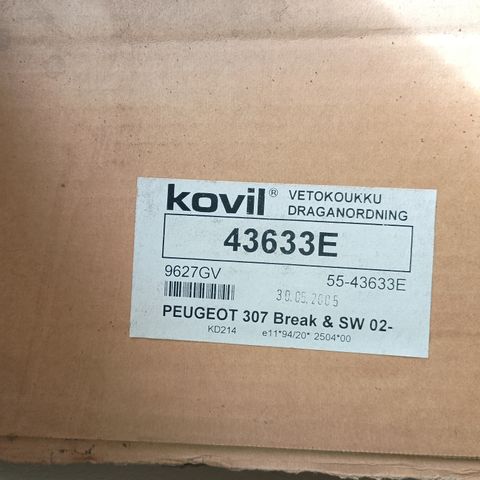 kovil® VETOKOUKKU
DRAGANORDNING
43633E
9627GV 55-43633E
30.05.2005
PEUGEOT 307 Break & SW 02-
KD214 e11*94/20* 2504*00